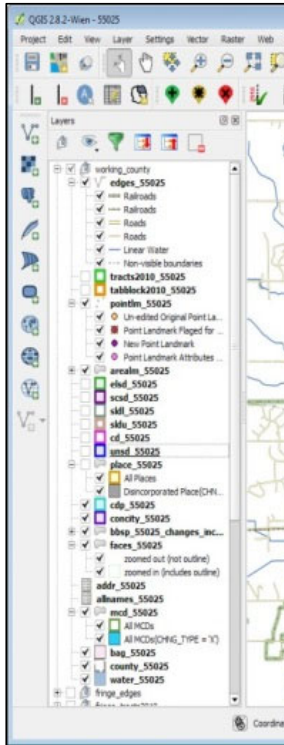 QGIS 2.8.2-Wien - 55025
Project Edit View Layer Settings Vector Raster Web
Layers
working_county
edges_55025
Railroads
Railroads
Roads
Roads
Linear Water
Non-visible boundaries
tracts2010_55025
tabblock2010_55025
pointlm_55025
Un-edited Original Point La...
Point Landmark Flaged for ...
New Point Landmark
Point Landmark Attributes ...
arealm_55025
elsd_55025
scsd_55025
sldl_55025
sldu_55025
cd_55025
unsd_55025
place_55025
All Places
Disincorporated Place(CHN...
cdp_55025
concity_55025
bbsp_55025_changes_inc...
faces_55025
zoomed out (not outline)
zoomed in (includes outline)
addr_55025
allnames_55025
mcd_55025
All MCDs
All MCDs(CHNG_TYPE = 'X')
bag_55025
county_55025
water_55025
fringe_edges
Coordina